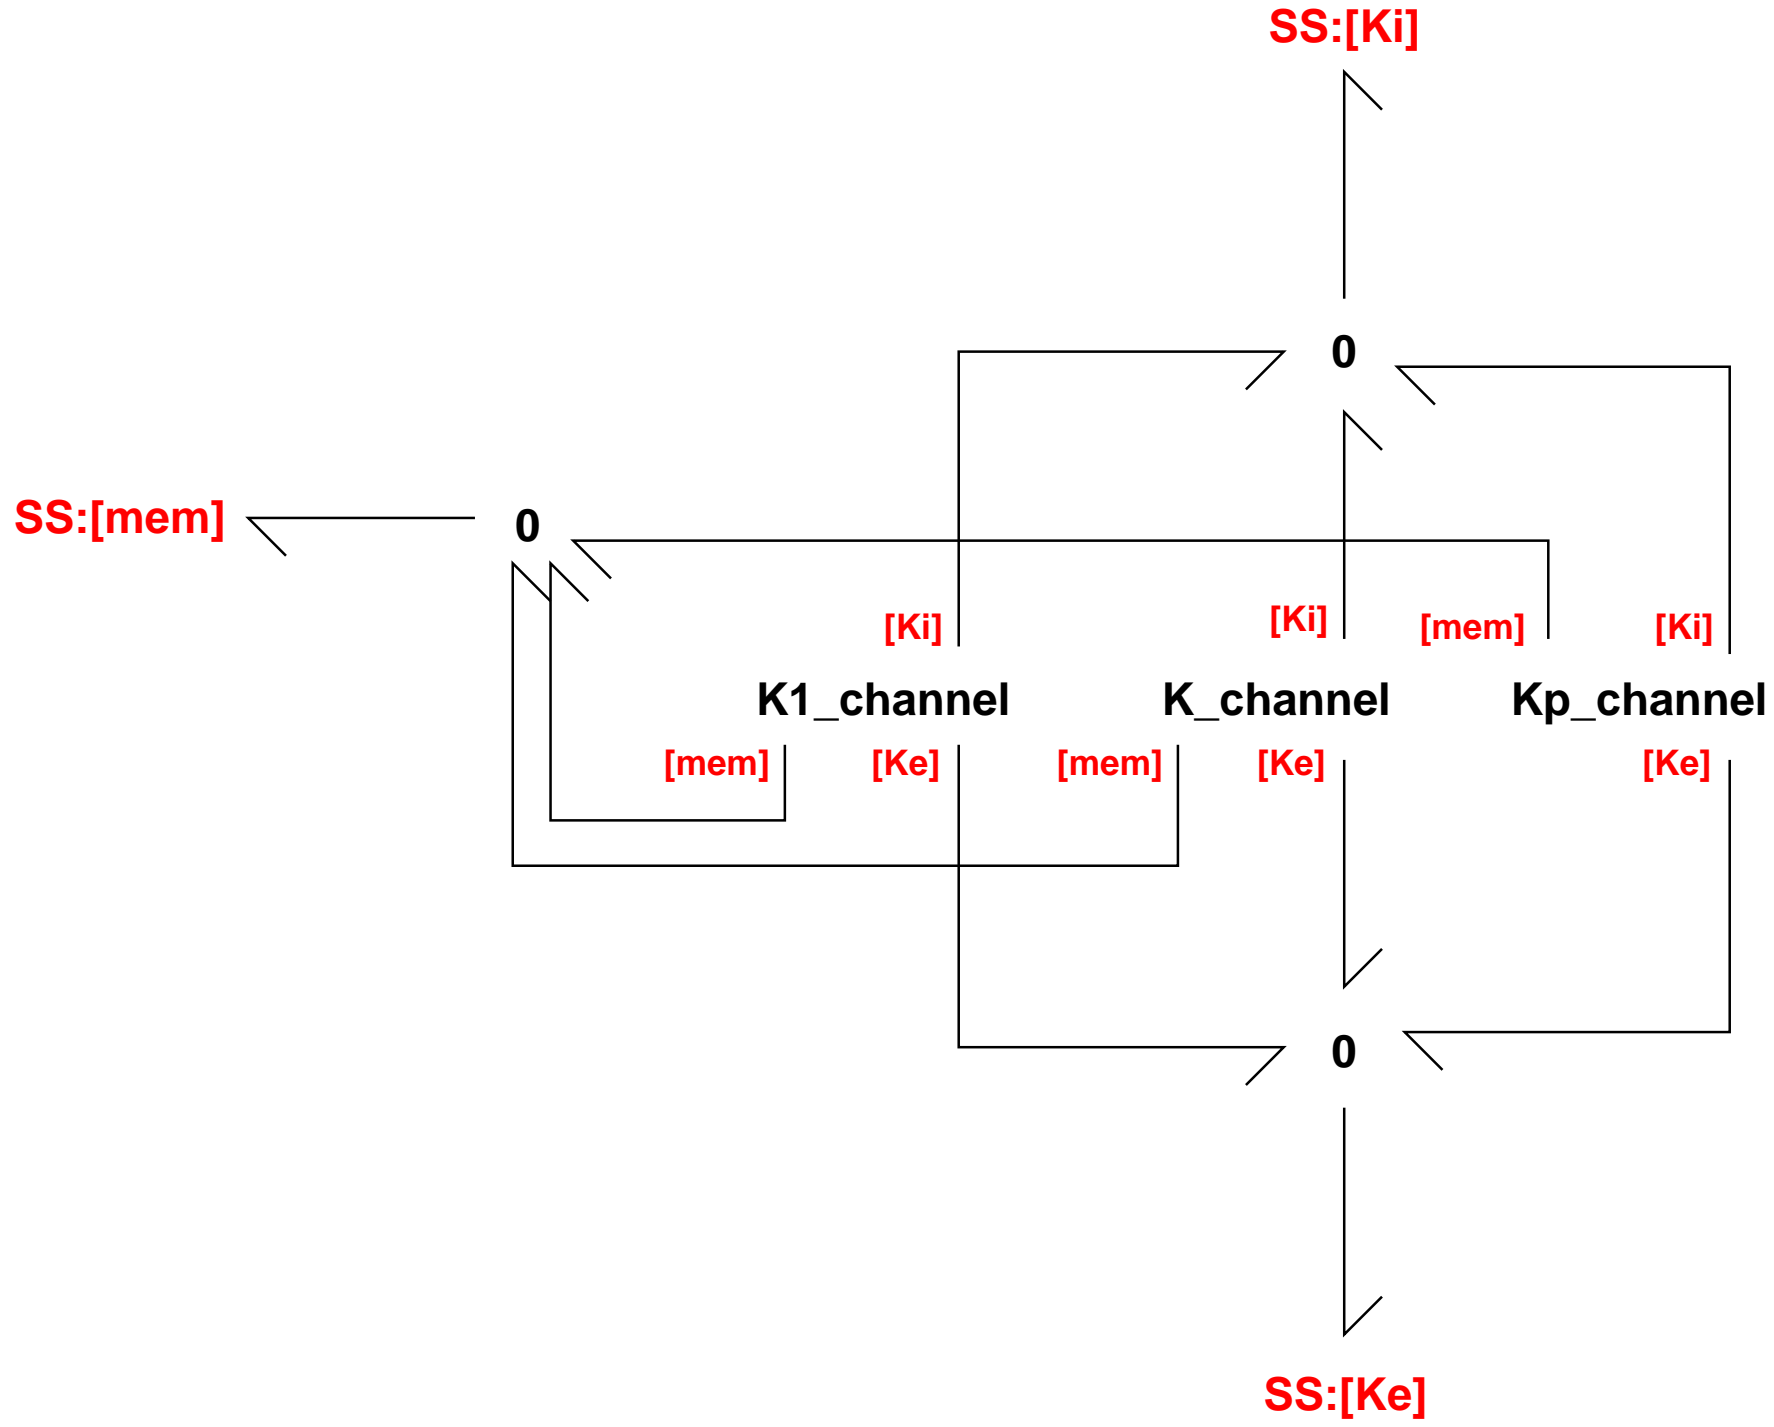 SS:[Ki]
0
SS:[mem]
0
[Ki]
[Ki]
[mem]
[Ki]
K1_channel
K_channel
Kp_channel
[mem]
[Ke]
[mem]
[Ke]
[Ke]
0
SS:[Ke]